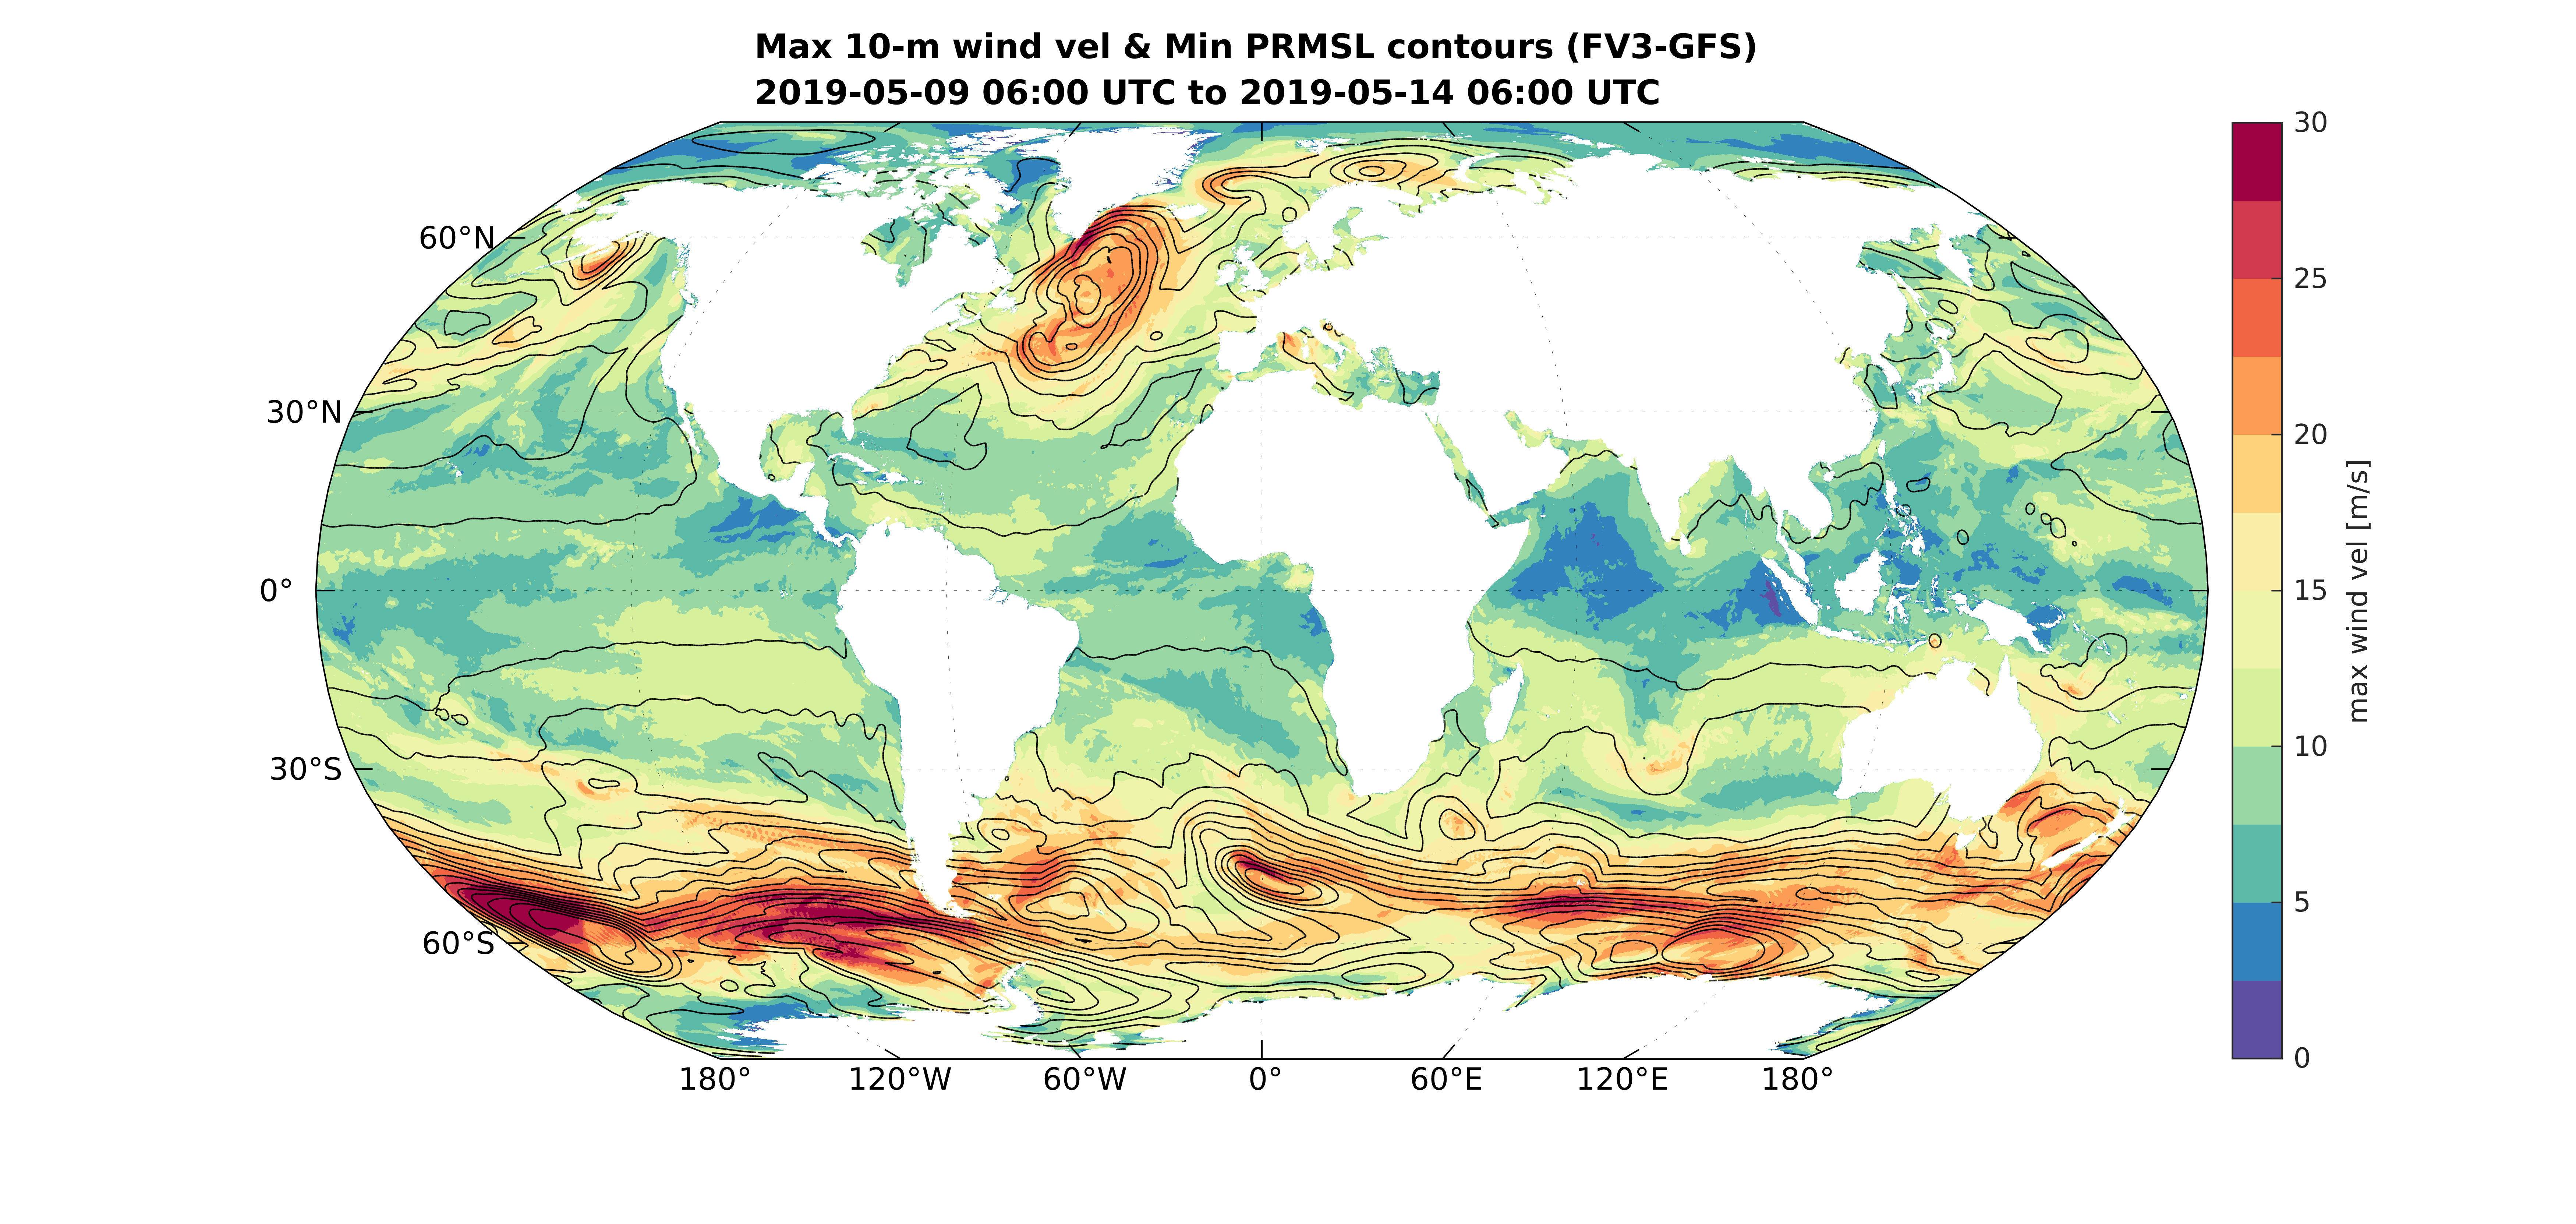 Max 10-m wind vel & Min PRMSL contours (FV3-GFS)
2019-05-09 06:00 UTC to 2019-05-14 06:00 UTC
60°N
30°N
0°
30°S
60°S
180°
120°W
60°W
0°
60°E
120°E
180°
30
25
20
15
10
5
0
max wind vel [m/s]